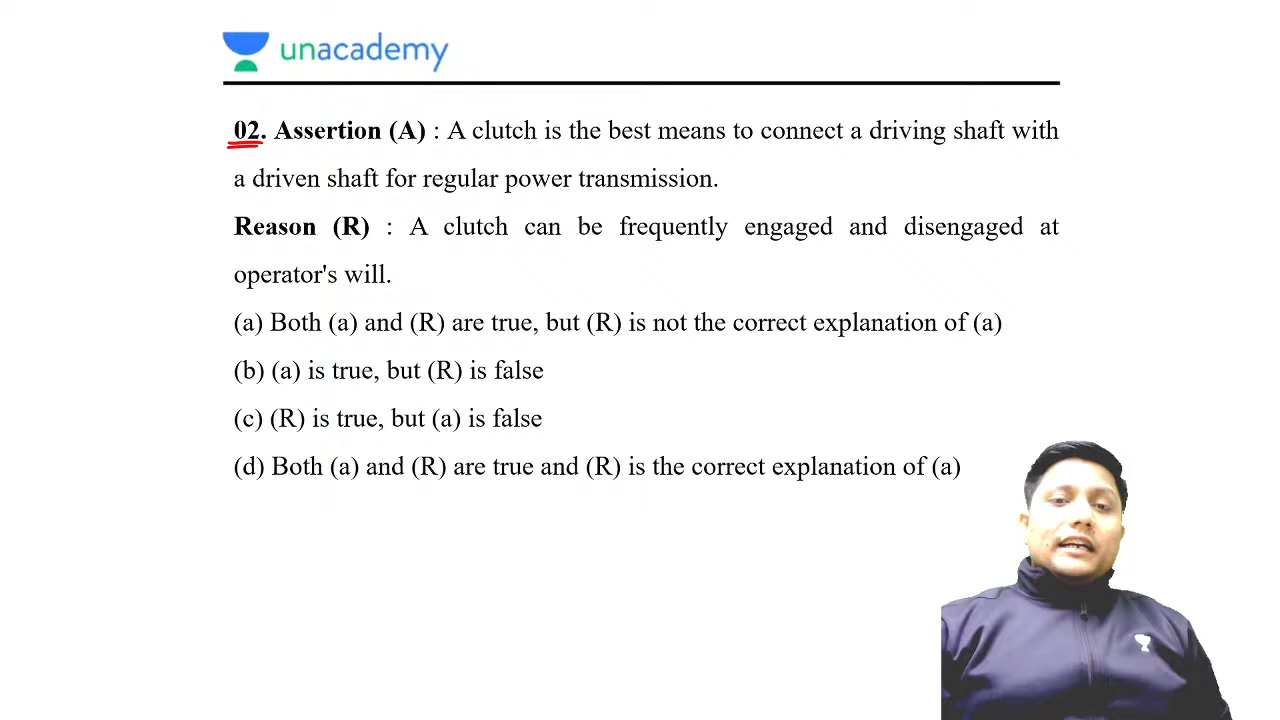 unacademy
02. Assertion (A) : A clutch is the best means to connect a driving shaft with
a driven shaft for regular power transmission.
Reason (R) : A clutch can be frequently engaged and disengaged at
operator's will.
(a) Both (a) and (R) are true, but (R) is not the correct explanation of (a)
(b) (a) is true, but (R) is false
(c) (R) is true, but (a) is false
(d) Both (a) and (R) are true and (R) is the correct explanation of (a)